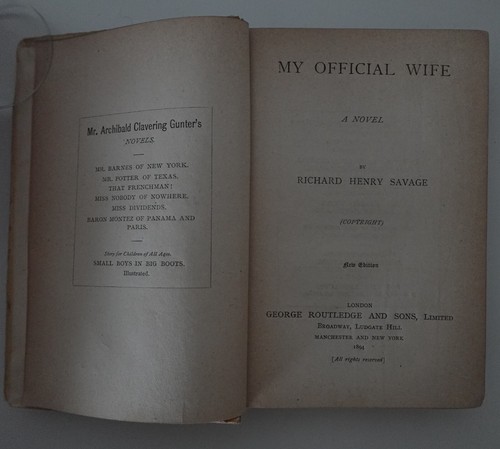 Mr. Archibald Clavering Gunter's
NOVELS.
MR. BARNES OF NEW YORK.
MR. POTTER OF TEXAS.
THAT FRENCHMAN!
MISS NOBODY OF NOWHERE.
MISS DIVIDENDS.
BARON MONTEZ OF PANAMA AND
PARIS.
Story for Children of All Ages.
SMALL BOYS IN BIG BOOTS.
Illustrated.
MY OFFICIAL WIFE
A NOVEL
BY
RICHARD HENRY SAVAGE
(COPYRIGHT)
New Edition
LONDON
GEORGE ROUTLEDGE AND SONS, LIMITED
BROADWAY, LUDGATE HILL
MANCHESTER AND NEW YORK
1894
[All rights reserved]